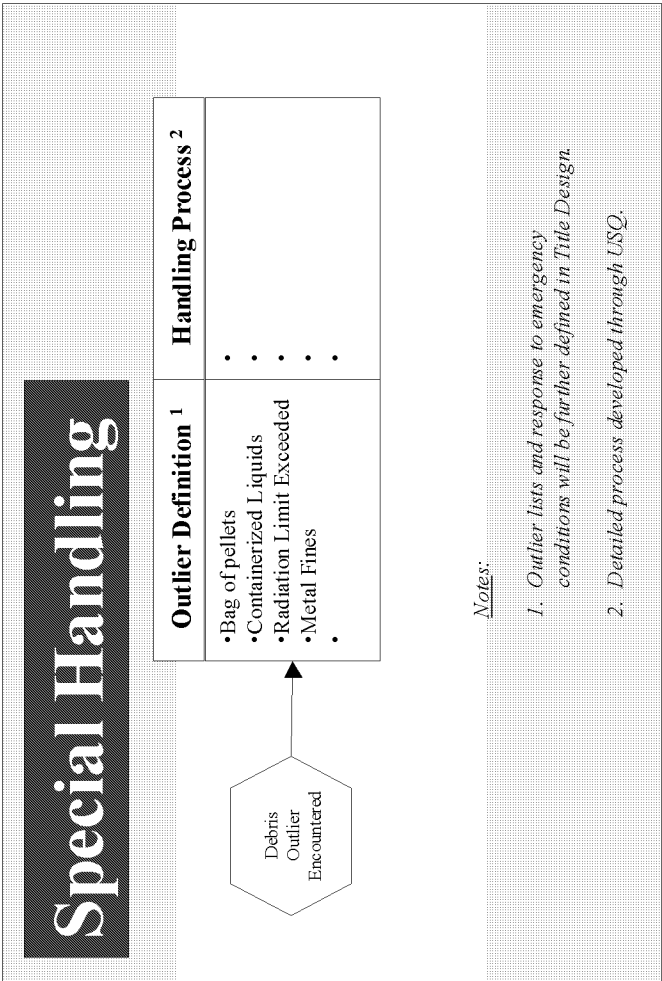 Special Handling
Debris
Outlier
Encountered
Outlier Definition 1
•Bag of pellets
•Containerized Liquids
•Radiation Limit Exceeded
•Metal Fines
•
Handling Process 2
•
•
•
•
•
Notes:
1. Outlier lists and response to emergency
conditions will be further defined in Title Design.
2. Detailed process developed through USQ.